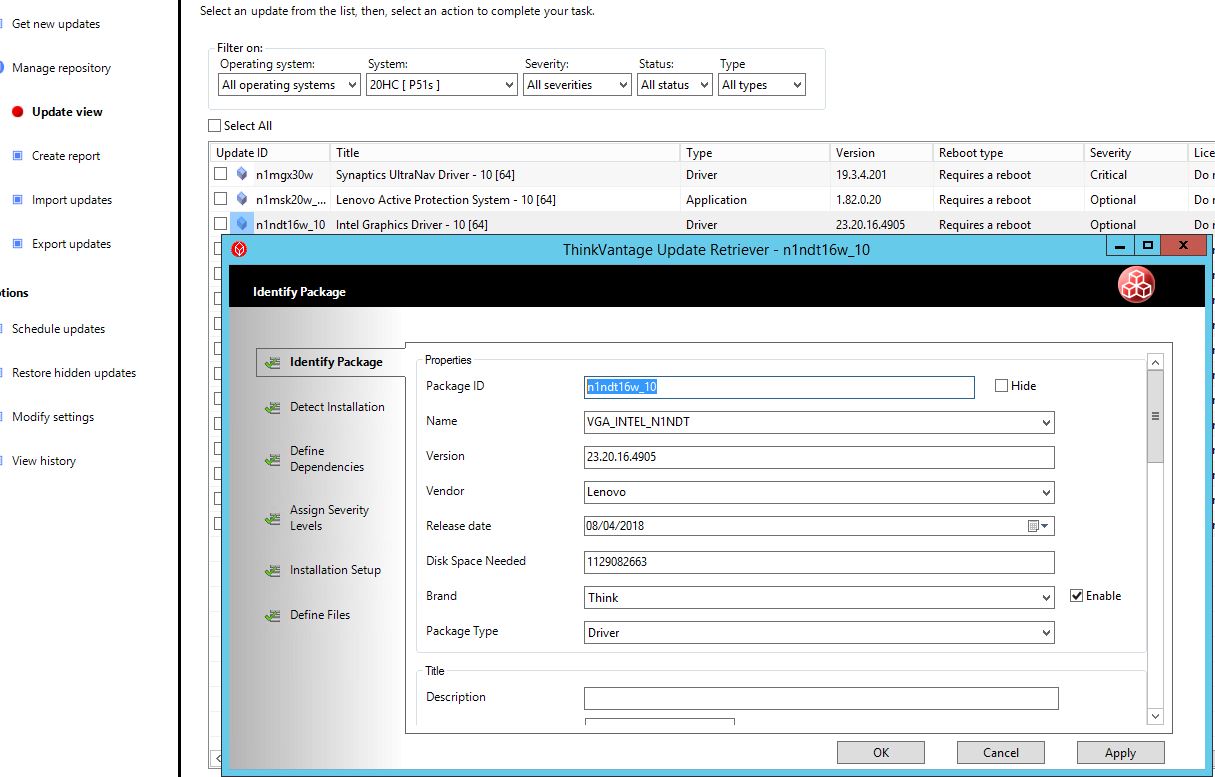 Get new updates
Manage repository
Update view
Create report
Import updates
Export updates
Schedule updates
Restore hidden updates
Modify settings
View history
Select an update from the list, then, select an action to complete your task.
Filter on:
Operating system: System: Severity: Status: Type
All operating systems 20HC [ P51s ] All severities All status All types
Select All
Update ID Title Type Version Reboot type Severity
n1mgx30w Synaptics UltraNav Driver - 10 [64] Driver 19.3.4.201 Requires a reboot Critical
n1msk20w_... Lenovo Active Protection System - 10 [64] Application 1.82.0.20 Requires a reboot Optional
n1ndt16w_10 Intel Graphics Driver - 10 [64] Driver 23.20.16.4905 Requires a reboot Optional
ThinkVantage Update Retriever - n1ndt16w_10
Identify Package
Identify Package
Detect Installation
Define
Dependencies
Assign Severity
Levels
Installation Setup
Define Files
Properties
Package ID n1ndt16w_10 Hide
Name VGA_INTEL_N1NDT
Version 23.20.16.4905
Vendor Lenovo
Release date 08/04/2018
Disk Space Needed 1129082663
Brand Think Enable
Package Type Driver
Title
Description
OK Cancel Apply